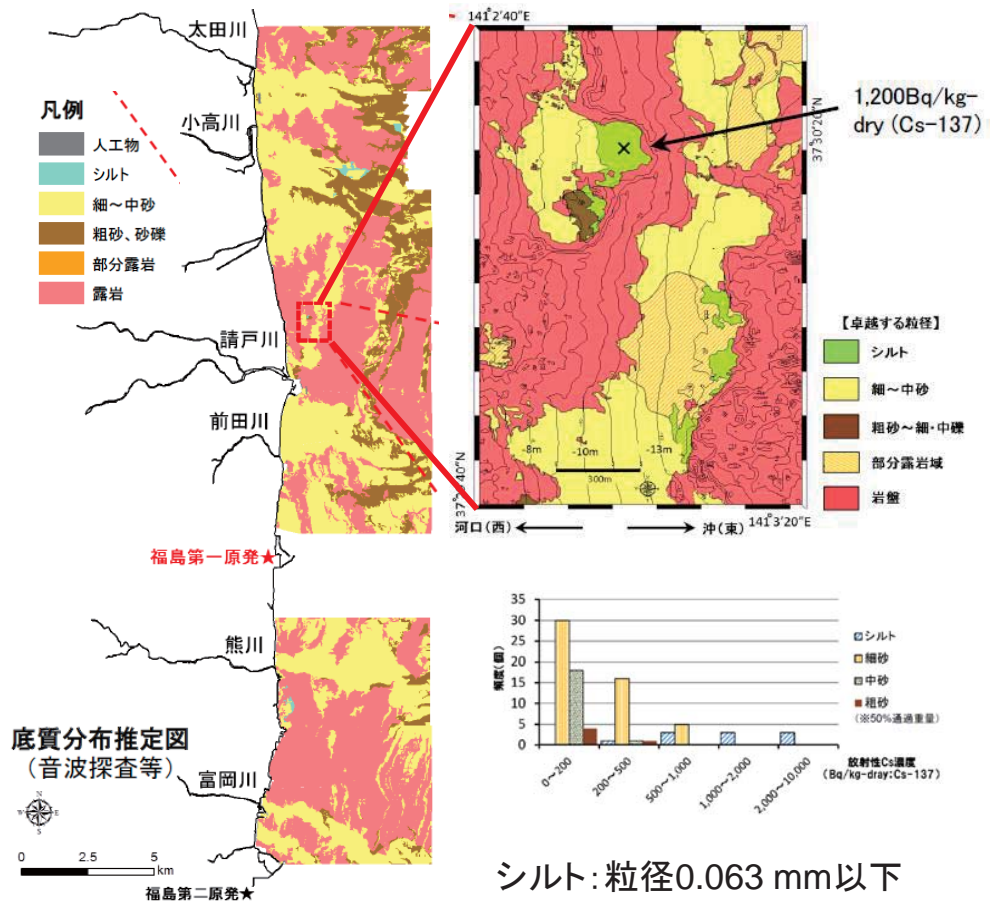 太田川
凡例
人工物
シルト
細〜中砂
粗砂、砂礫
部分露岩
露岩
小高川
請戸川
前田川
福島第一原発★
熊川
底質分布推定図
(音波探査等)
富岡川
N
W
E
S
0 2.5 5
km
福島第二原発★
141°2'40"E
37°30'20"N
1,200Bq/kg-
dry (Cs-137)
-8m
-10m
-13m
300m
141°3'20"E
河口(西)
沖(東)
【卓越する粒径】
シルト
細〜中砂
粗砂〜細・中礫
部分露岩域
岩盤
頻度(個)
35
30
25
20
15
10
5
0
0〜200
200〜500
500〜1,000
1,000〜2,000
2,000〜10,000
シルト
細砂
中砂
粗砂
(※50%通過重量)
放射性Cs濃度
(Bq/kg-dray:Cs-137)
シルト:粒径0.063 mm以下